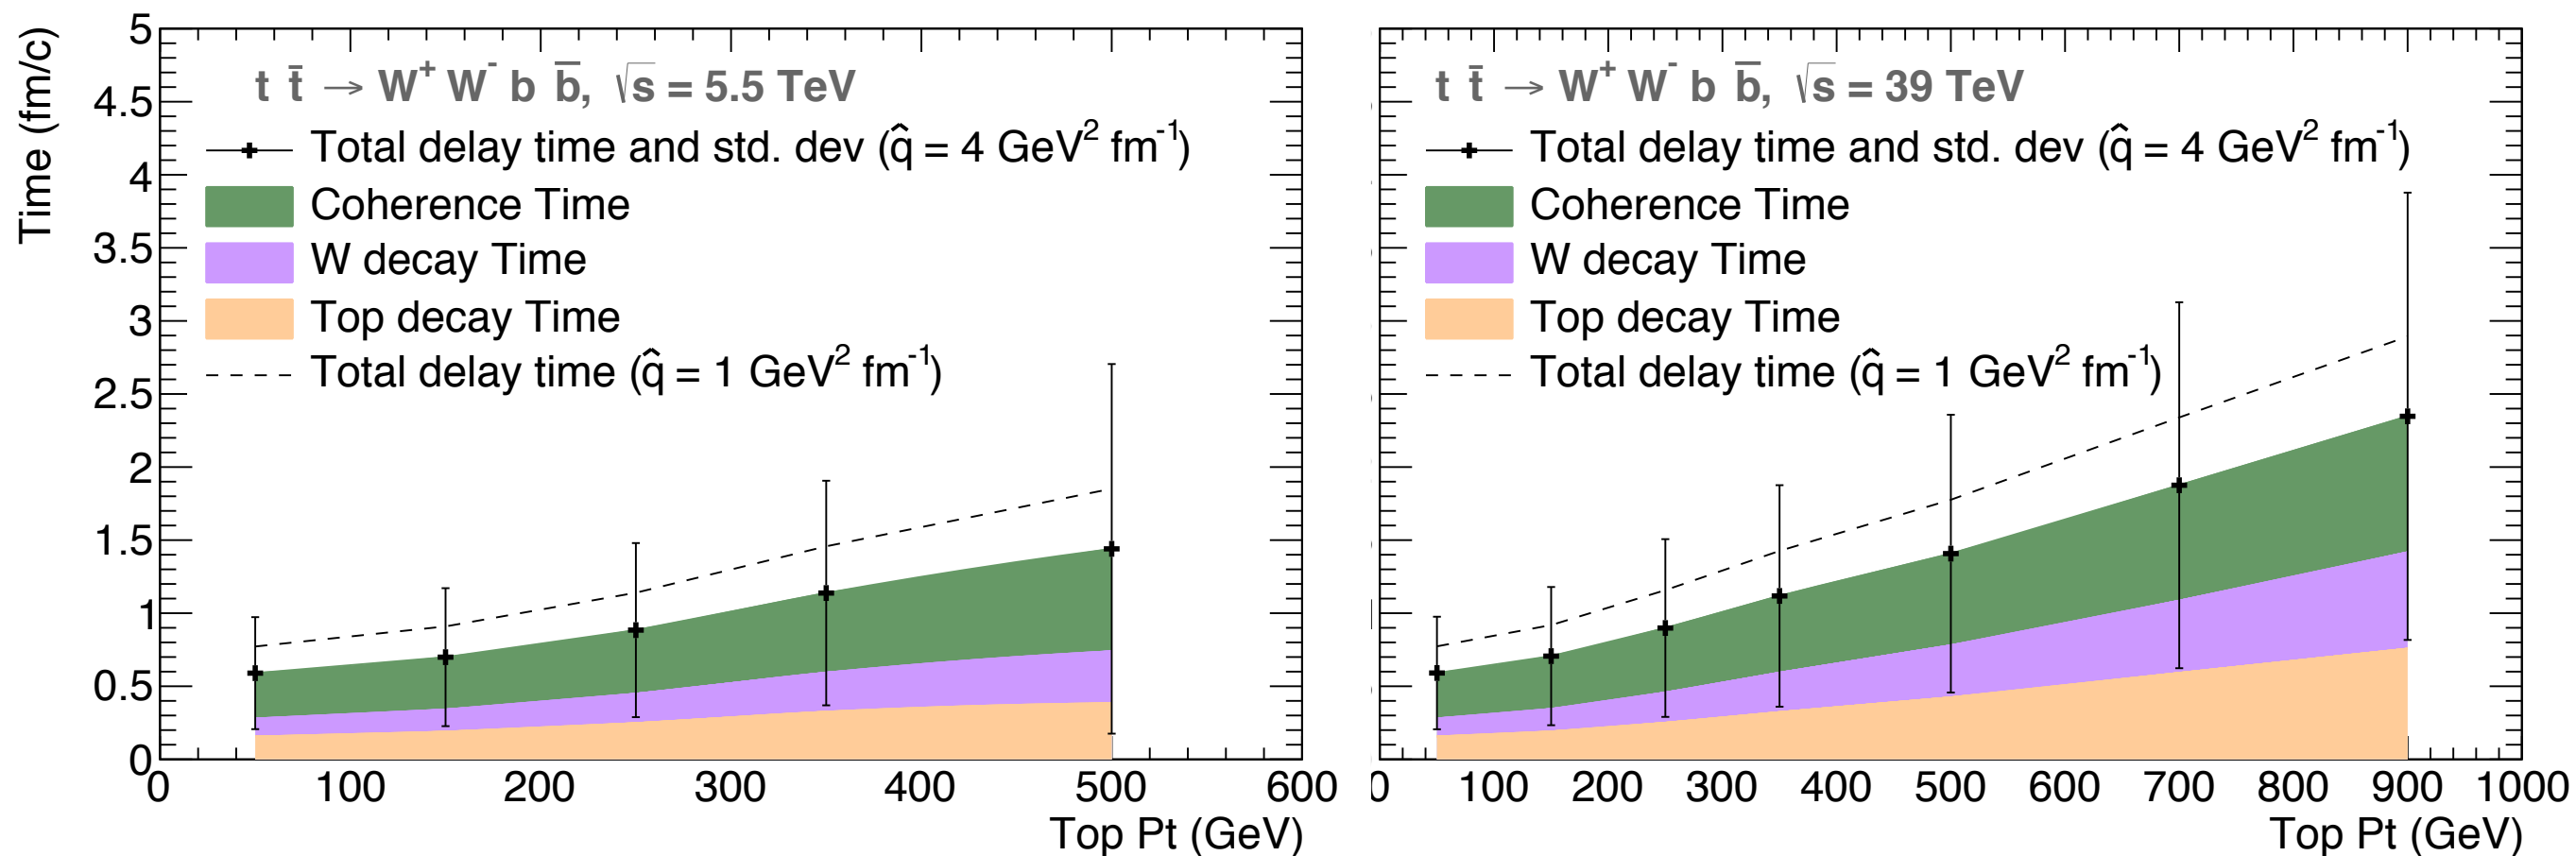 Time (fm/c)
5
4.5
4
3.5
3
2.5
2
1.5
1
0.5
0
t t̄ → W⁺ W⁻ b b̄, √s = 5.5 TeV
Total delay time and std. dev (q̂ = 4 GeV² fm⁻¹)
Coherence Time
W decay Time
Top decay Time
Total delay time (q̂ = 1 GeV² fm⁻¹)
0 100 200 300 400 500 600
Top Pt (GeV)
t t̄ → W⁺ W⁻ b b̄, √s = 39 TeV
Total delay time and std. dev (q̂ = 4 GeV² fm⁻¹)
Coherence Time
W decay Time
Top decay Time
Total delay time (q̂ = 1 GeV² fm⁻¹)
0 100 200 300 400 500 600 700 800 900 1000
Top Pt (GeV)